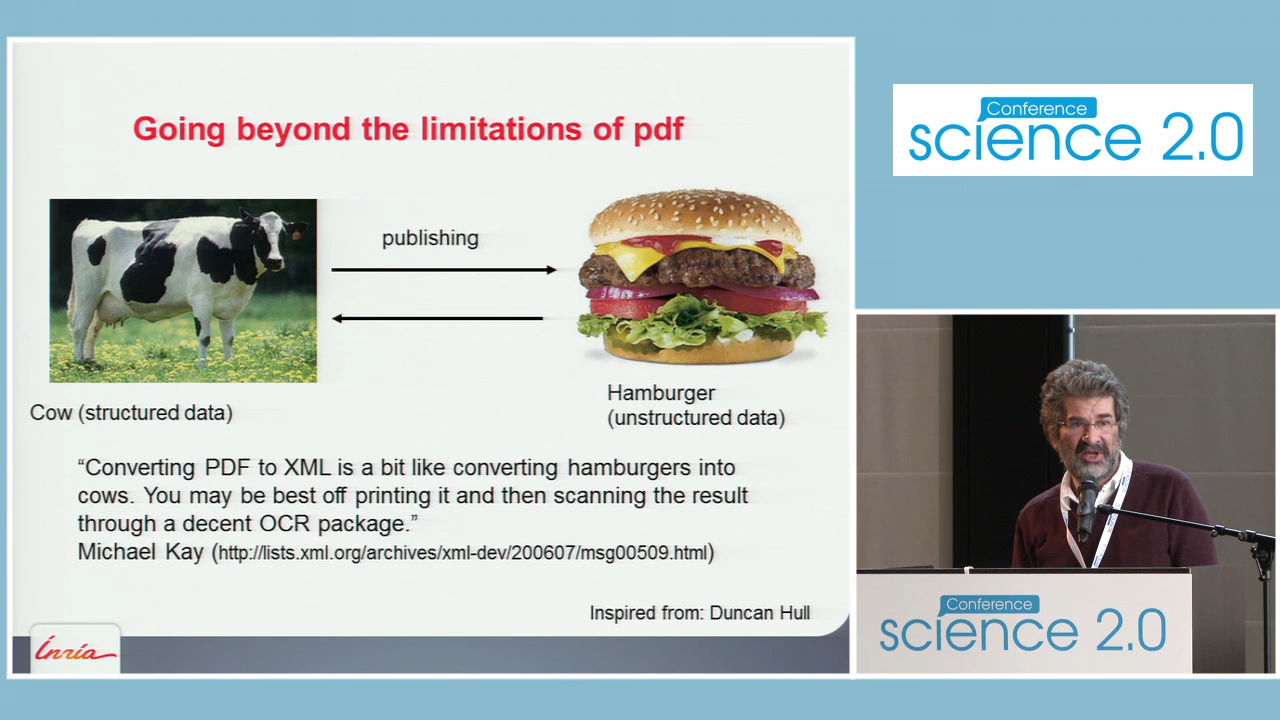 Going beyond the limitations of pdf
publishing
Cow (structured data)
Hamburger
(unstructured data)
“Converting PDF to XML is a bit like converting hamburgers into
cows. You may be best off printing it and then scanning the result
through a decent OCR package.”
Michael Kay (http://lists.xml.org/archives/xml-dev/200607/msg00509.html)
Inspired from: Duncan Hull
Inria
Conference
science 2.0
Conference
science 2.0